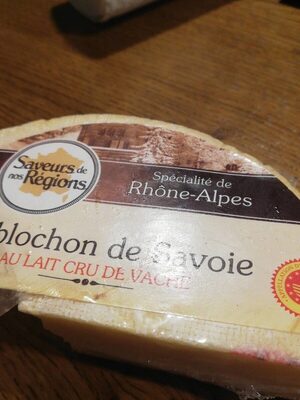 Saveurs de
nos Régions
Spécialité de
Rhône-Alpes
blochon de Savoie
AU LAIT CRU DE VACHE